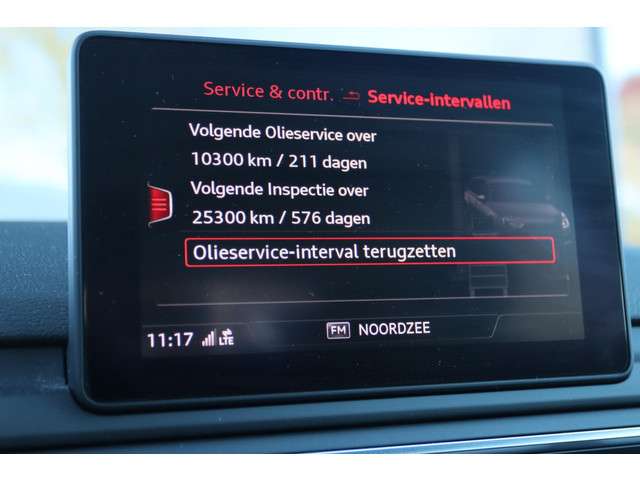 Service & contr. Service-intervallen
Volgende Olieservice over
10300 km / 211 dagen
Volgende Inspectie over
25300 km / 576 dagen
Olieservice-interval terugzetten
11:17 LTE FM NOORDZEE